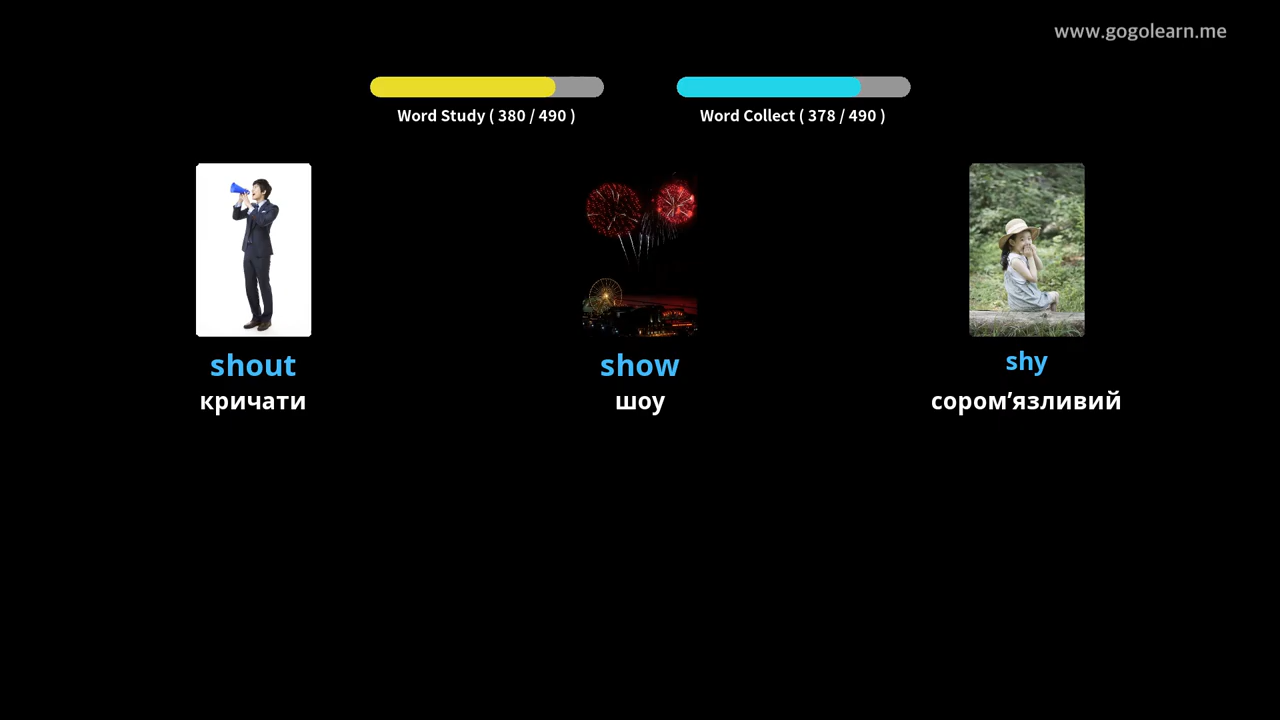 www.gogolearn.me
Word Study ( 380 / 490 )
Word Collect ( 378 / 490 )
shout
кричати
show
шоу
shy
сором’язливий